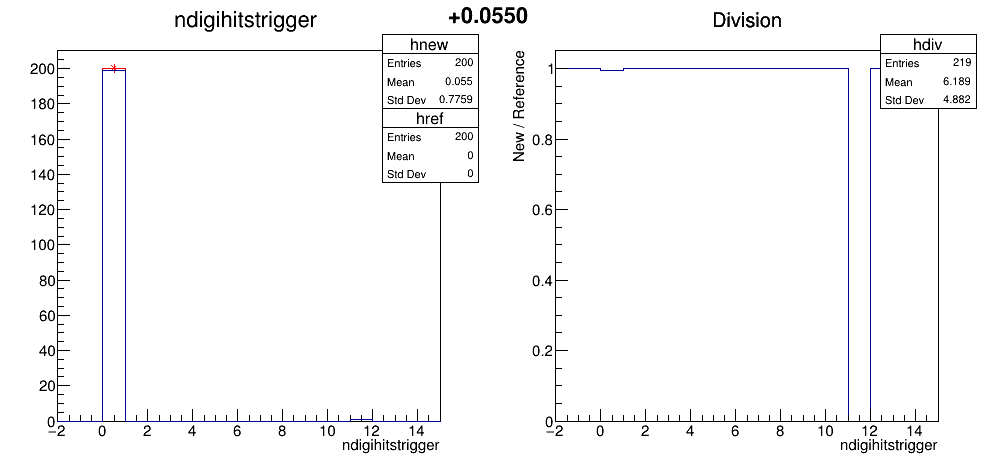 ndigihitstrigger
+0.0550
Division
hnew
Entries 200
Mean 0.055
Std Dev 0.7759
href
Entries 200
Mean 0
Std Dev 0
200
180
160
140
120
100
80
60
40
20
0
−2 0 2 4 6 8 10 12 14
ndigihitstrigger
hdiv
Entries 219
Mean 6.189
Std Dev 4.882
New / Reference
1
0.8
0.6
0.4
0.2
0
−2 0 2 4 6 8 10 12 14
ndigihitstrigger